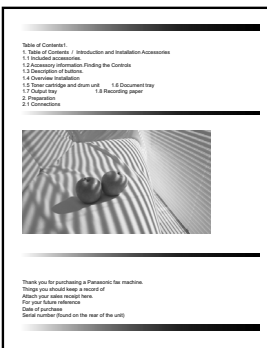 Table of Contents1.
1. Table of Contents / Introduction and Installation Accessories
1.1 Included accessories.
1.2 Accessory information.Finding the Controls
1.3 Description of buttons.
1.4 Overview Installation
1.5 Toner cartridge and drum unit 1.6 Document tray
1.7 Output tray 1.8 Recording paper
2. Preparation
2.1 Connections
Thank you for purchasing a Panasonic fax machine.
Things you should keep a record of
Attach your sales receipt here.
For your future reference
Date of purchase
Serial number (found on the rear of the unit)